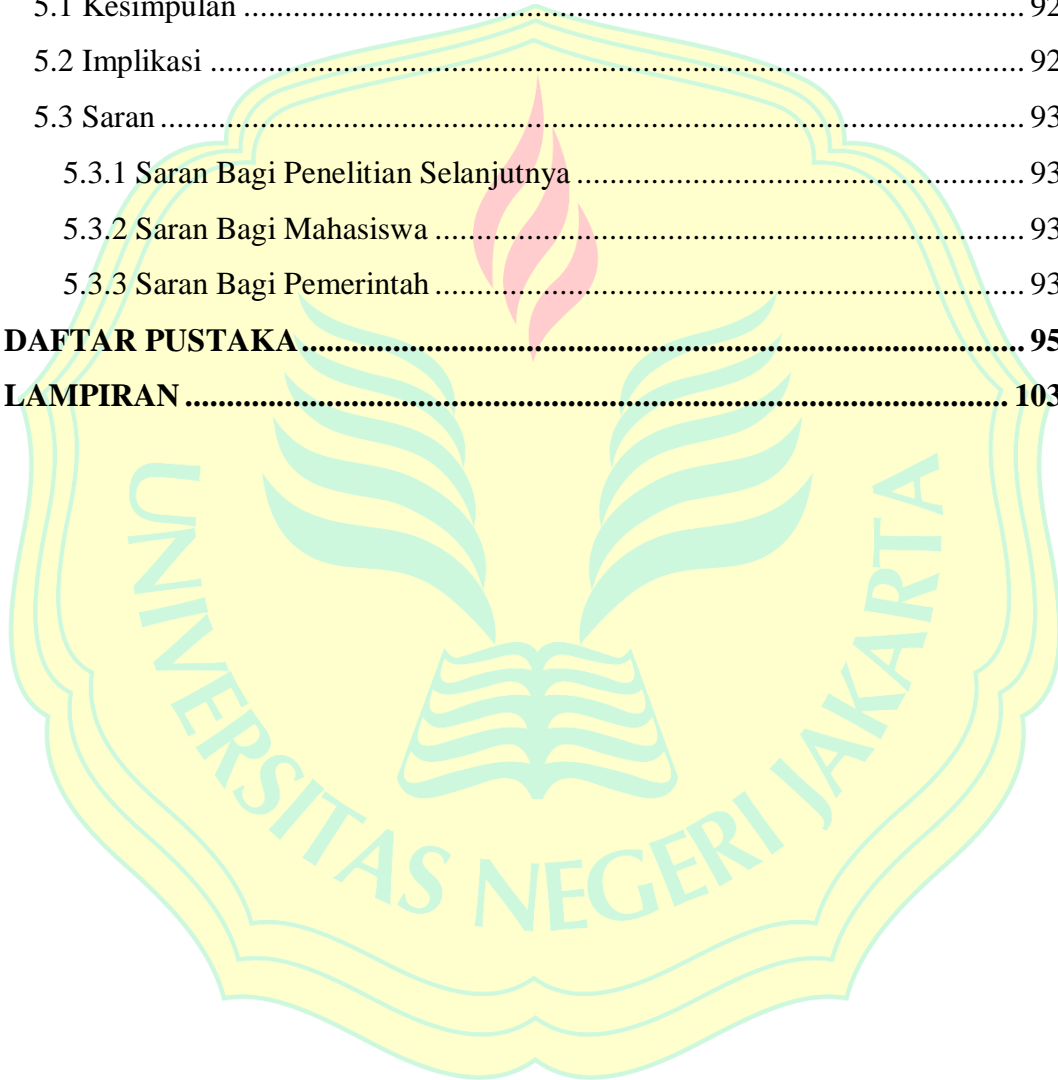 5.1 Kesimpulan ........................................................................................................ 92
5.2 Implikasi ............................................................................................................ 92
5.3 Saran .................................................................................................................. 93
5.3.1 Saran Bagi Penelitian Selanjutnya ......................................................... 93
5.3.2 Saran Bagi Mahasiswa ............................................................................ 93
5.3.3 Saran Bagi Pemerintah ............................................................................ 93
DAFTAR PUSTAKA ............................................................................................. 95
LAMPIRAN .......................................................................................................... 103
UNIVERSITAS NEGERI JAKARTA